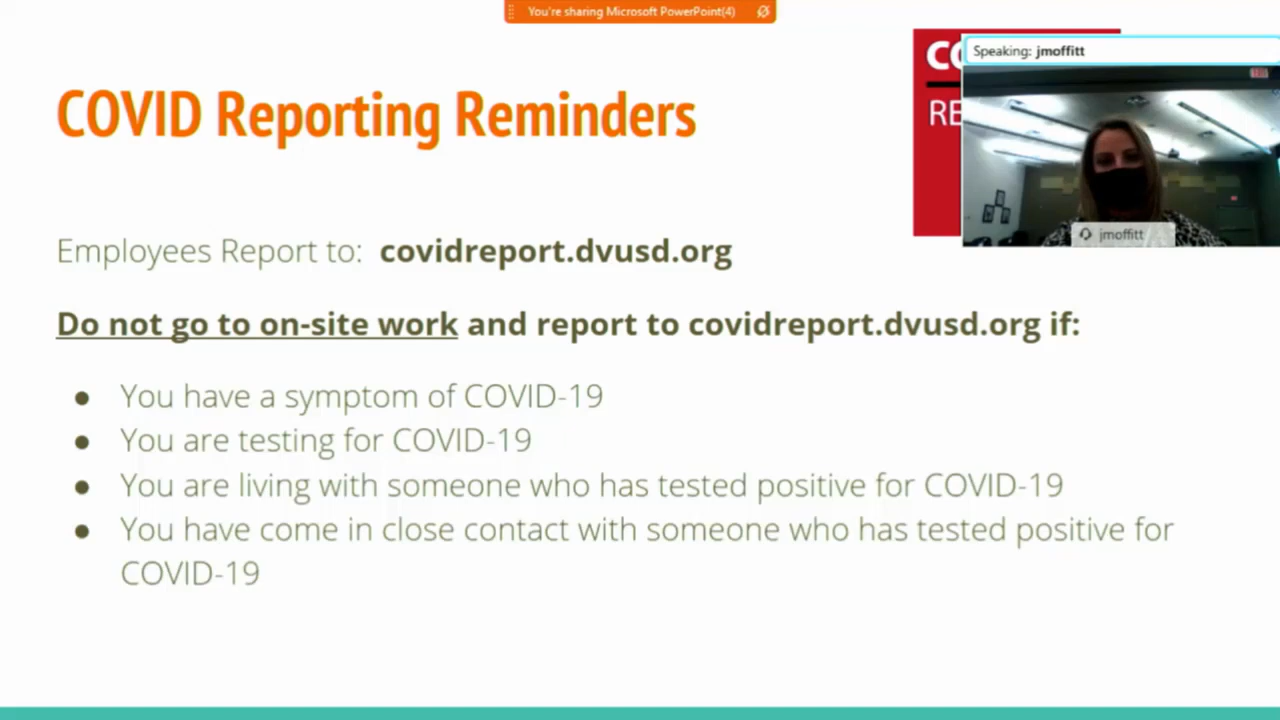 You're sharing Microsoft PowerPoint(4)
Speaking: jmoffitt
COVID Reporting Reminders
jmoffitt
Employees Report to: covidreport.dvusd.org
Do not go to on-site work and report to covidreport.dvusd.org if:
● You have a symptom of COVID-19
● You are testing for COVID-19
● You are living with someone who has tested positive for COVID-19
● You have come in close contact with someone who has tested positive for
COVID-19